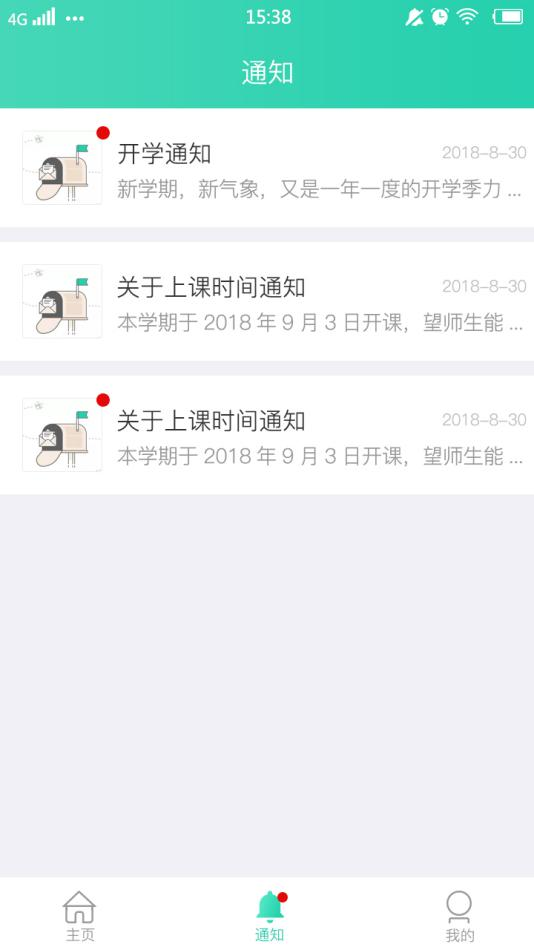 4G
15:38
通知
开学通知
2018-8-30
新学期，新气象，又是一年一度的开学季力 ...
关于上课时间通知
2018-8-30
本学期于 2018 年 9 月 3 日开课，望师生能 ...
关于上课时间通知
2018-8-30
本学期于 2018 年 9 月 3 日开课，望师生能 ...
主页
通知
我的